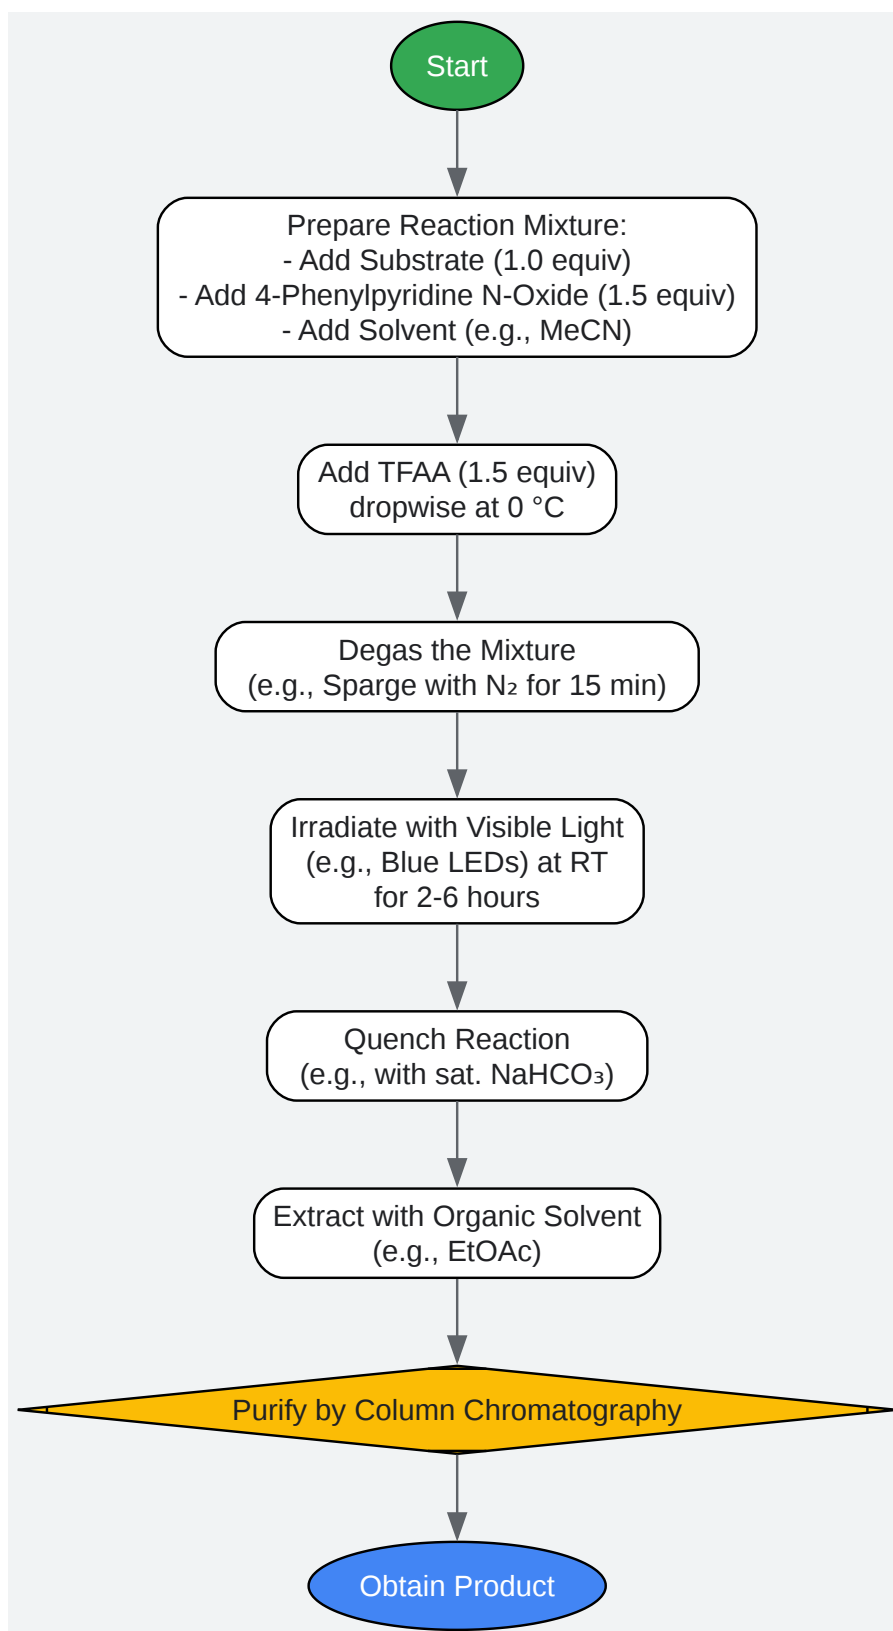 Start
Prepare Reaction Mixture:
- Add Substrate (1.0 equiv)
- Add 4-Phenylpyridine N-Oxide (1.5 equiv)
- Add Solvent (e.g., MeCN)
Add TFAA (1.5 equiv)
dropwise at 0 °C
Degas the Mixture
(e.g., Sparge with N₂ for 15 min)
Irradiate with Visible Light
(e.g., Blue LEDs) at RT
for 2-6 hours
Quench Reaction
(e.g., with sat. NaHCO₃)
Extract with Organic Solvent
(e.g., EtOAc)
Purify by Column Chromatography
Obtain Product